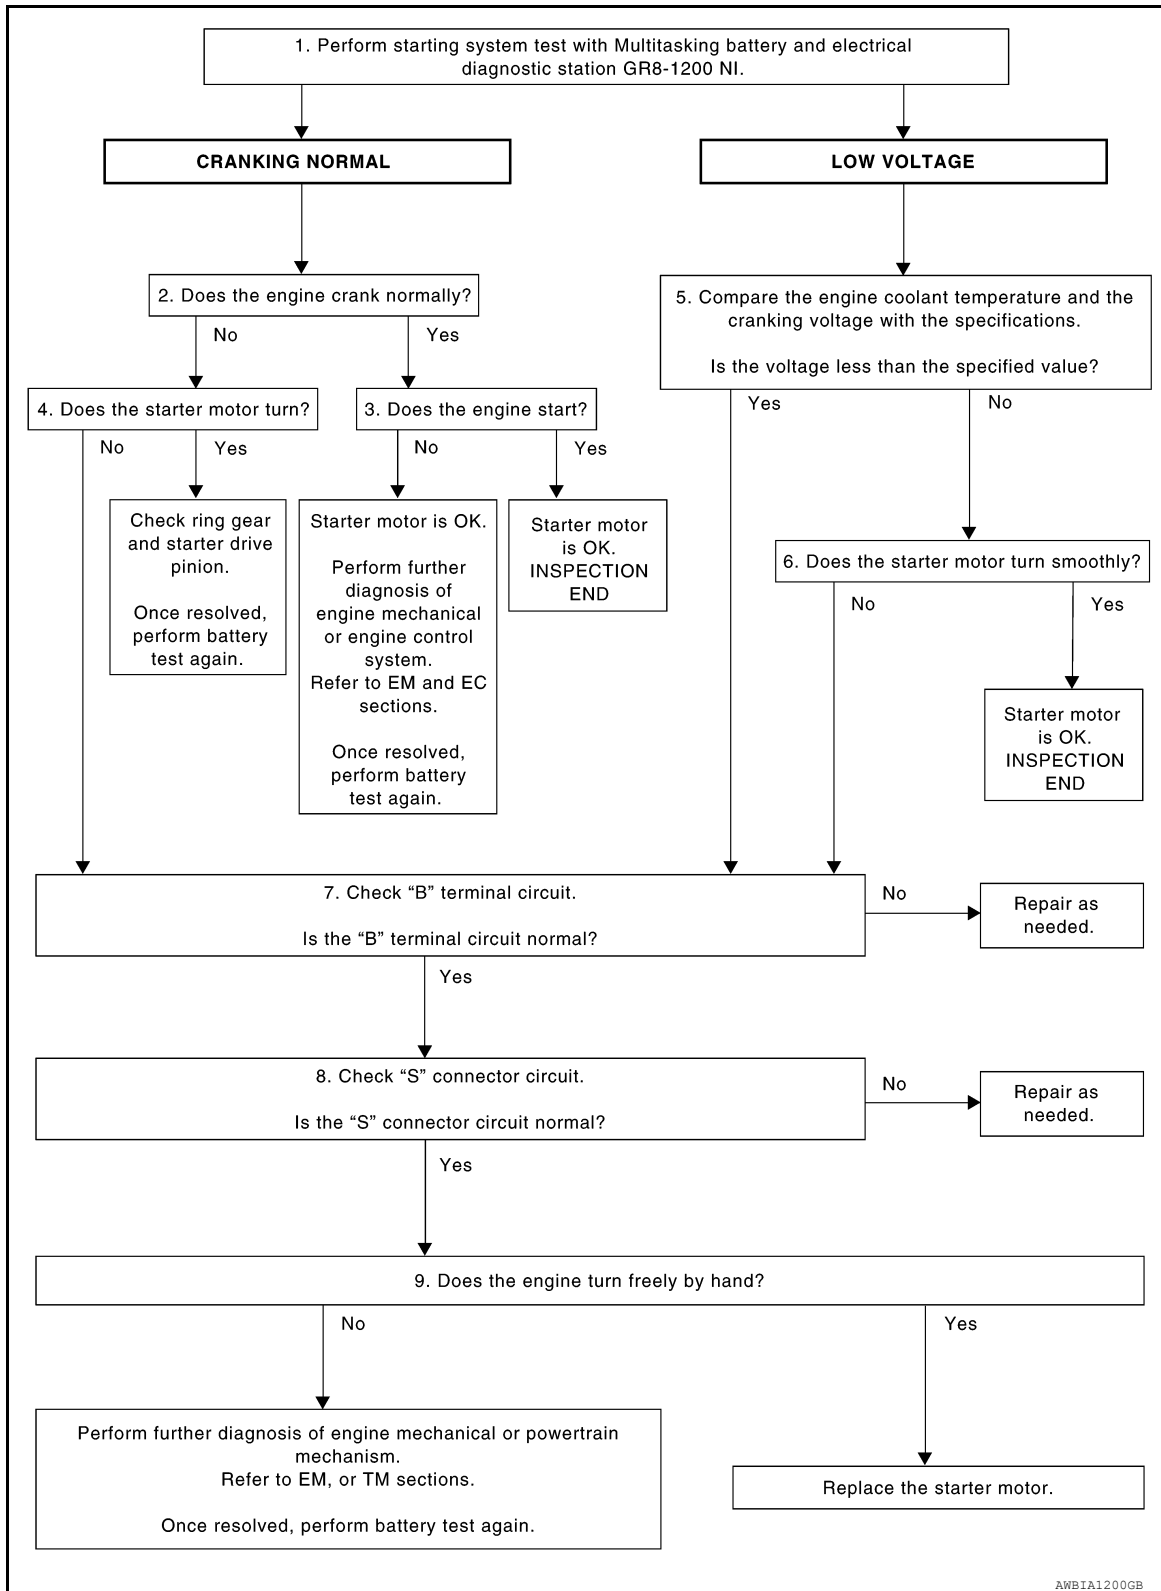 1. Perform starting system test with Multitasking battery and electrical
diagnostic station GR8-1200 NI.
CRANKING NORMAL
LOW VOLTAGE
2. Does the engine crank normally?
5. Compare the engine coolant temperature and the
cranking voltage with the specifications.
Is the voltage less than the specified value?
No
Yes
4. Does the starter motor turn?
3. Does the engine start?
Yes
No
No
Yes
No
Yes
Check ring gear
and starter drive
pinion.
Once resolved,
perform battery
test again.
Starter motor is OK.
Perform further
diagnosis of
engine mechanical
or engine control
system.
Refer to EM and EC
sections.
Once resolved,
perform battery
test again.
Starter motor
is OK.
INSPECTION
END
6. Does the starter motor turn smoothly?
No
Yes
Starter motor
is OK.
INSPECTION
END
7. Check “B” terminal circuit.
Is the “B” terminal circuit normal?
No
Repair as
needed.
Yes
8. Check “S” connector circuit.
Is the “S” connector circuit normal?
No
Repair as
needed.
Yes
9. Does the engine turn freely by hand?
No
Yes
Perform further diagnosis of engine mechanical or powertrain
mechanism.
Refer to EM, or TM sections.
Once resolved, perform battery test again.
Replace the starter motor.
AWBIA1200GB